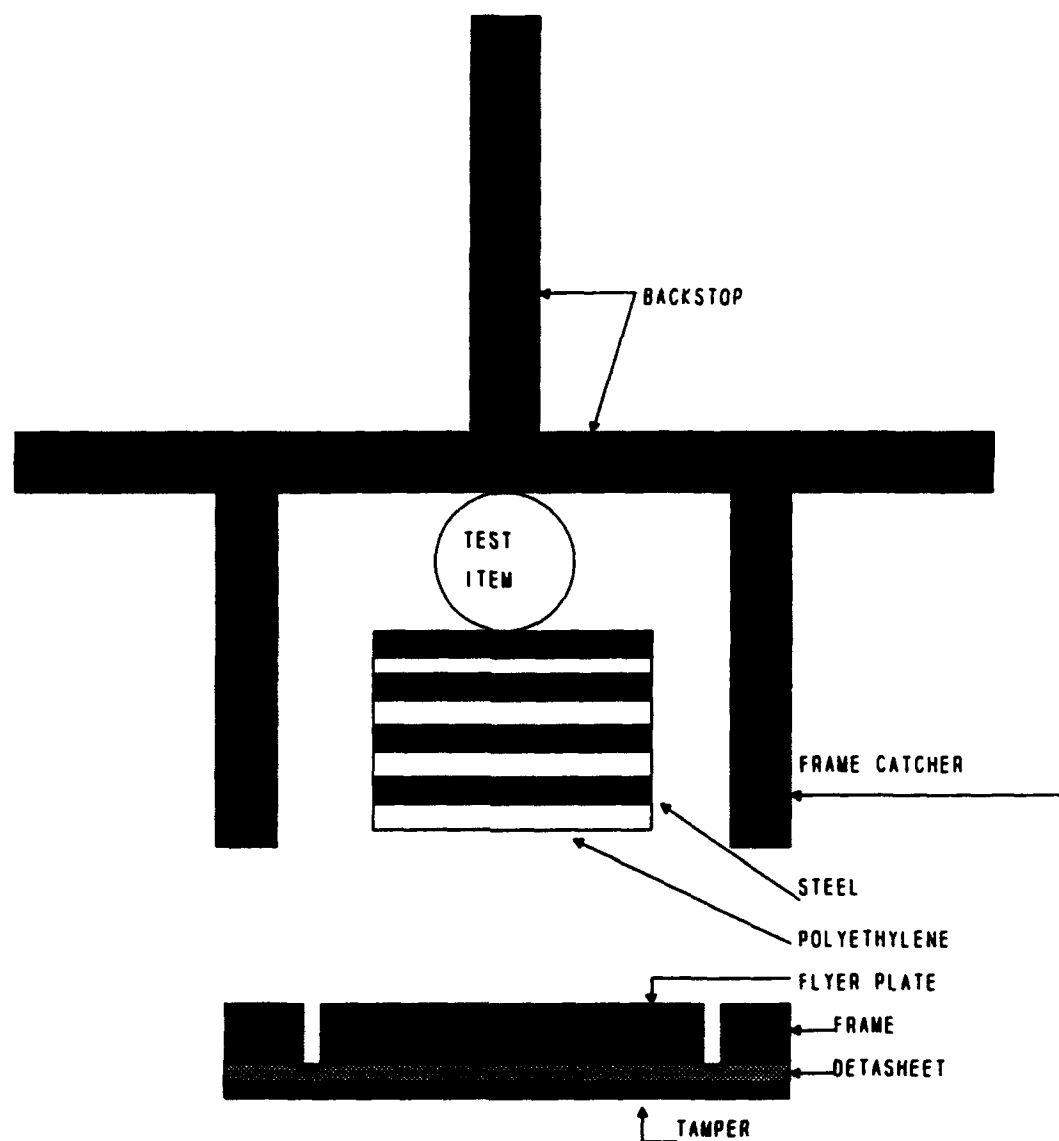 BACKSTOP
TEST
ITEM
FRAME CATCHER
STEEL
POLYETHYLENE
FLYER PLATE
FRAME
DETASHEET
TAMPER